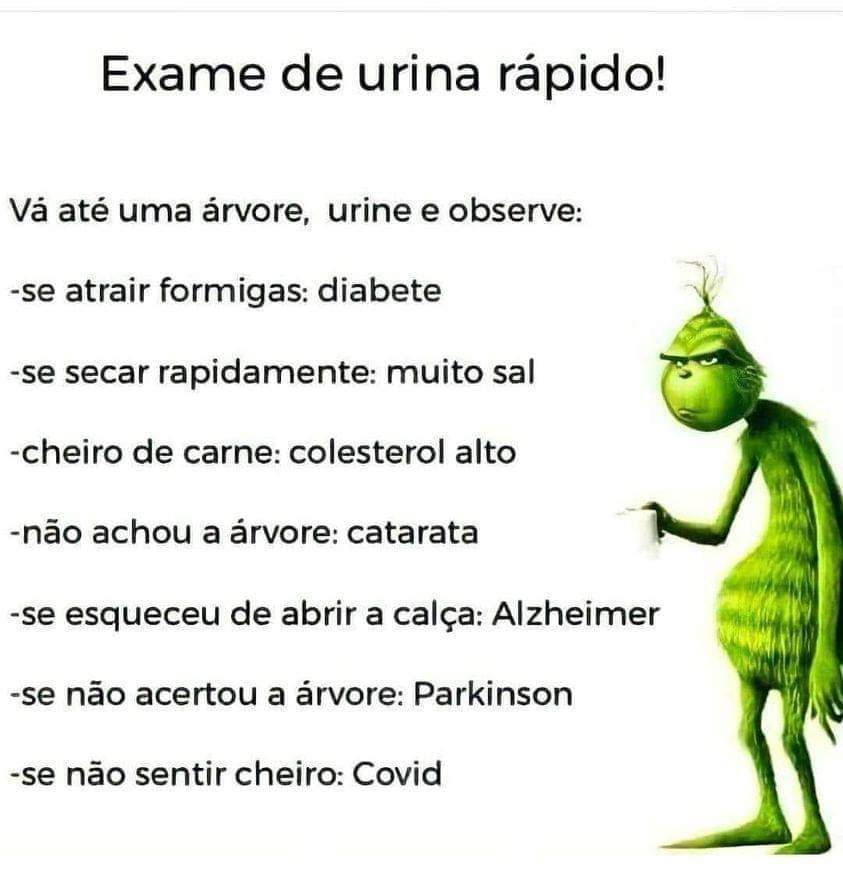 Exame de urina rápido!
Vá até uma árvore, urine e observe:
-se atrair formigas: diabete
-se secar rapidamente: muito sal
-cheiro de carne: colesterol alto
-não achou a árvore: catarata
-se esqueceu de abrir a calça: Alzheimer
-se não acertou a árvore: Parkinson
-se não sentir cheiro: Covid